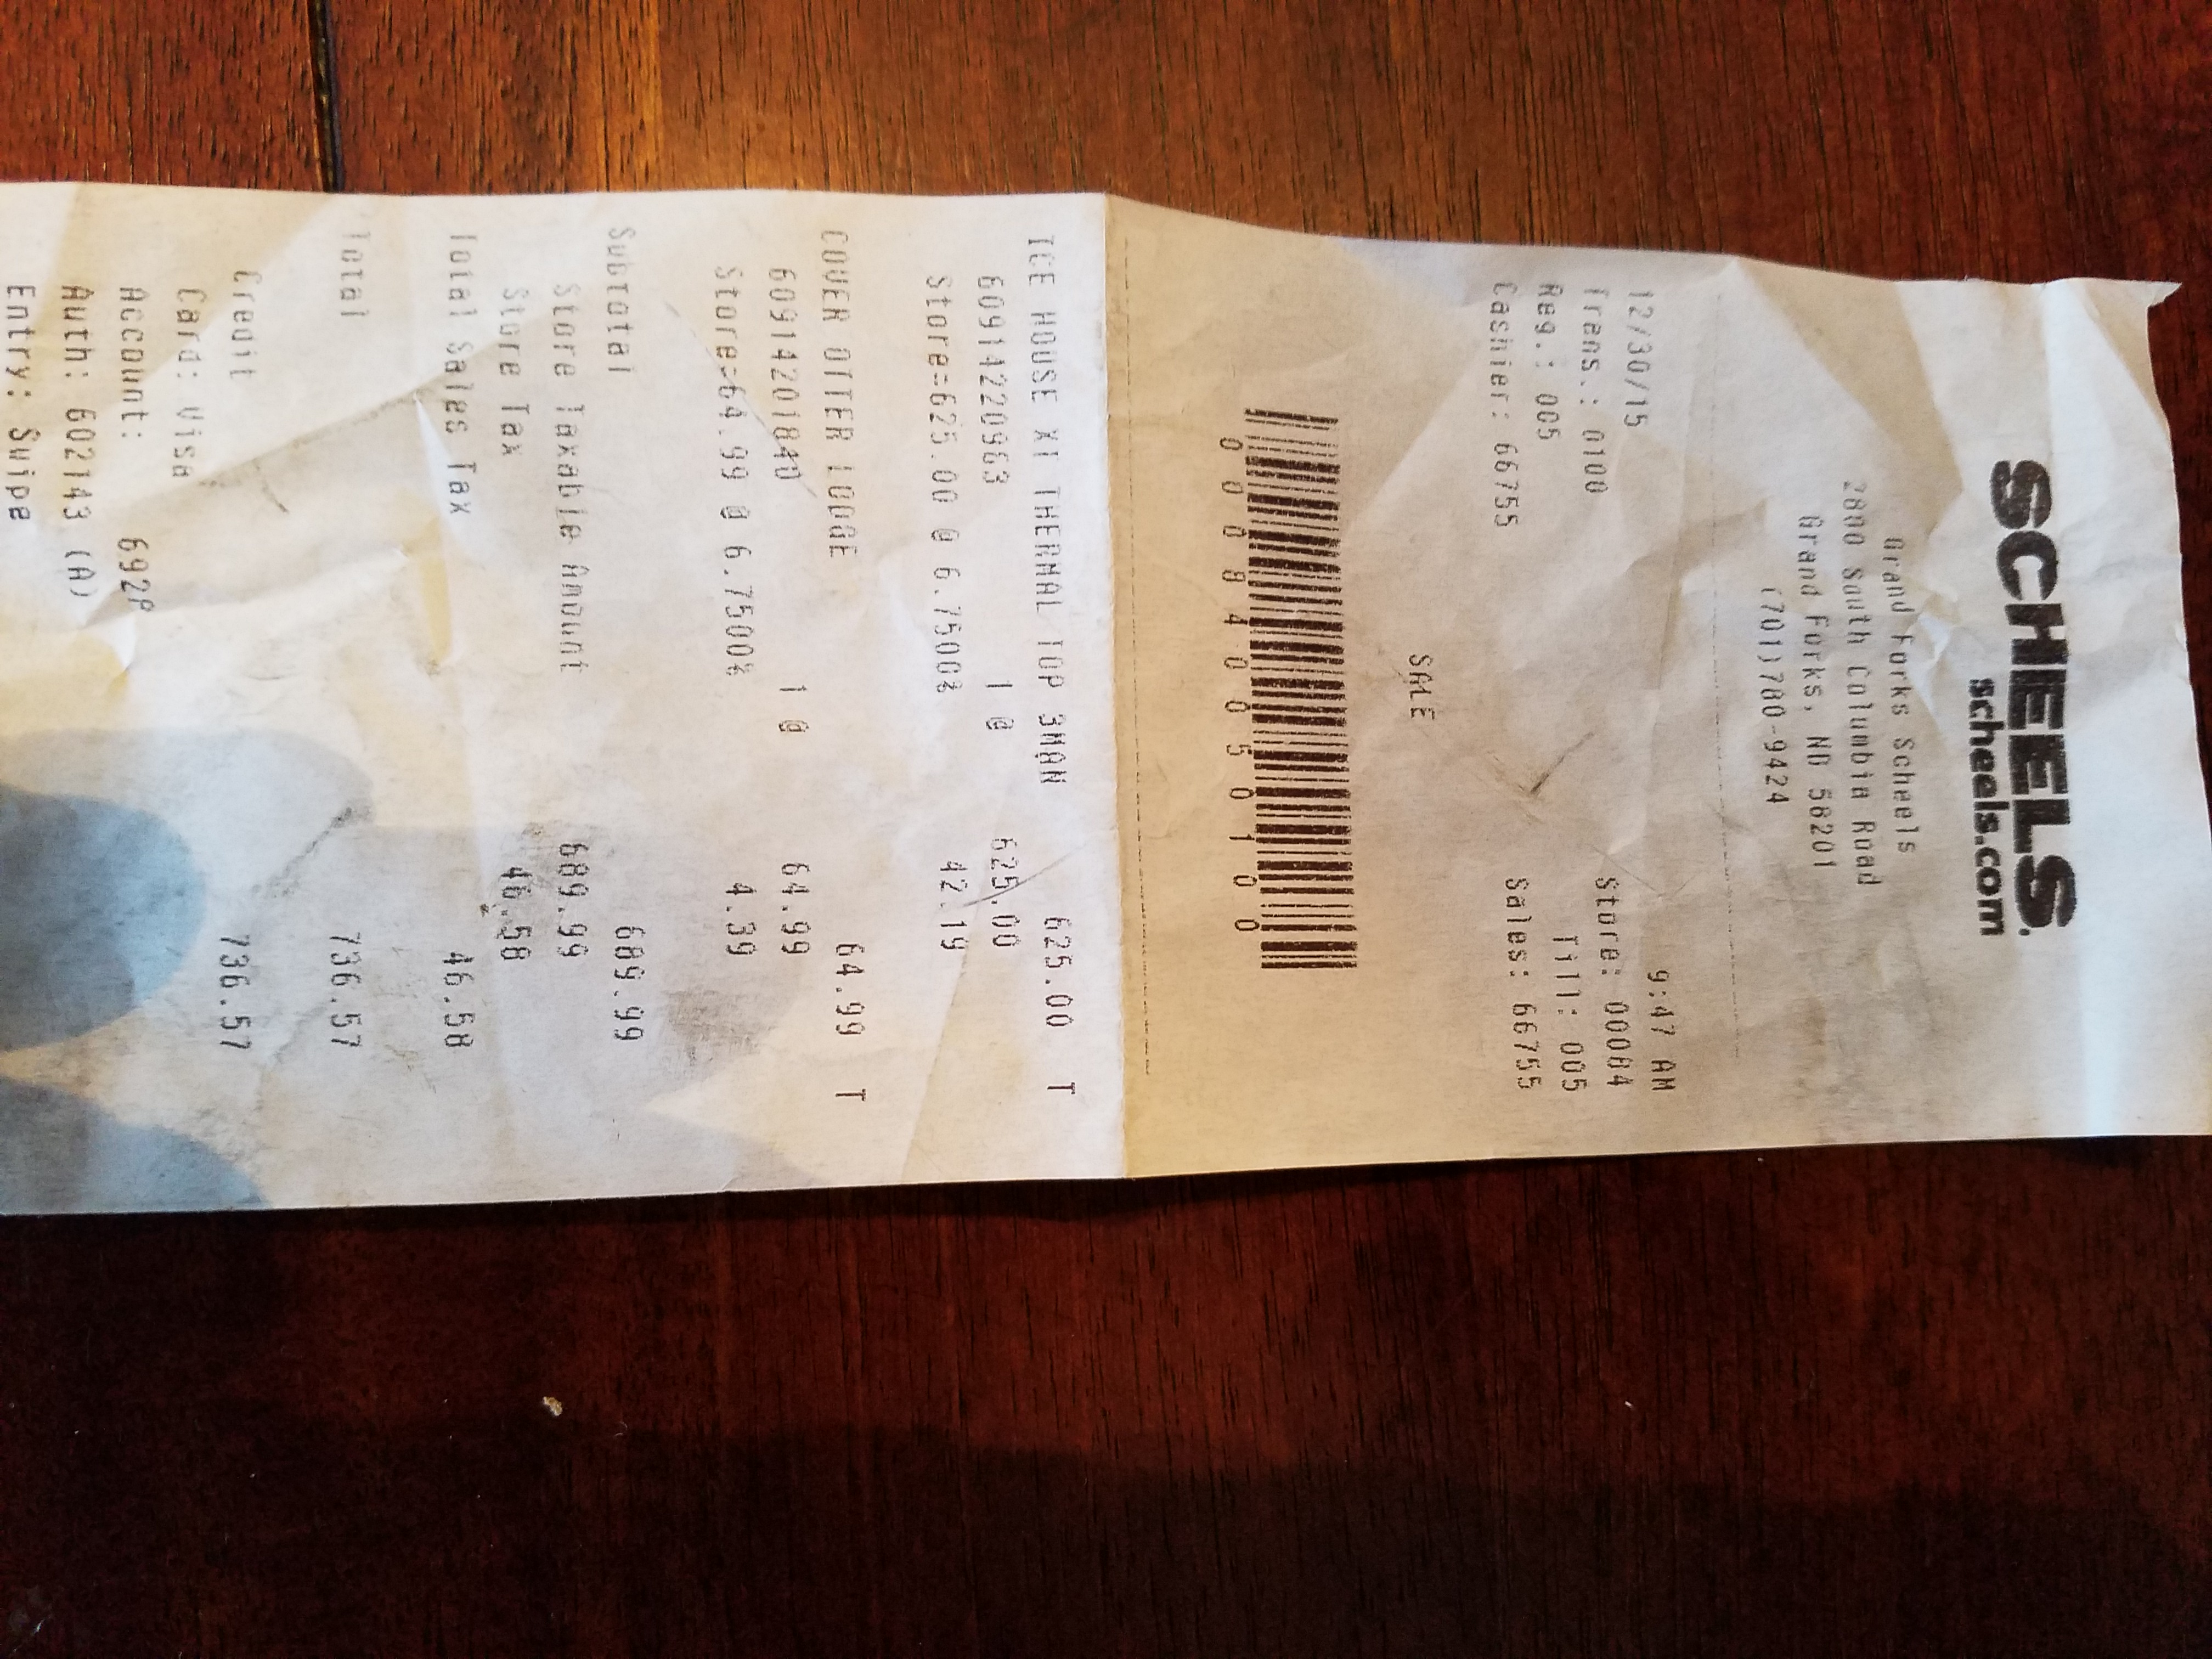 SCHEELS
scheels.com
Grand Forks Scheels
2800 South Columbia Road
Grand Forks, ND 58201
(701)780-9424
12/30/15 9:47 AM
Trans.: 0100 Store: 00084
Reg.: 005 Till: 005
Cashier: 66755 Sales: 66755
SALE
0 0 0 8 4 0 0 5 0 1 0 0
ICE HOUSE X1 THERMAL TOP 3MAN 625.00 T
609142209​63 1 @ 625.00
Store=625.00 @ 6.7500% 42.19
COVER OTTER LODGE 64.99 T
60914201840 1 @ 64.99
Store=64.99 @ 6.7500% 4.39
Subtotal 689.99
Store Taxable Amount 689.99
Store Tax 46.58
Total Sales Tax 46.58
Total 736.57
Credit 736.57
Card: Visa
Account: 6928
Auth: 602143 (A)
Entry: Swipe